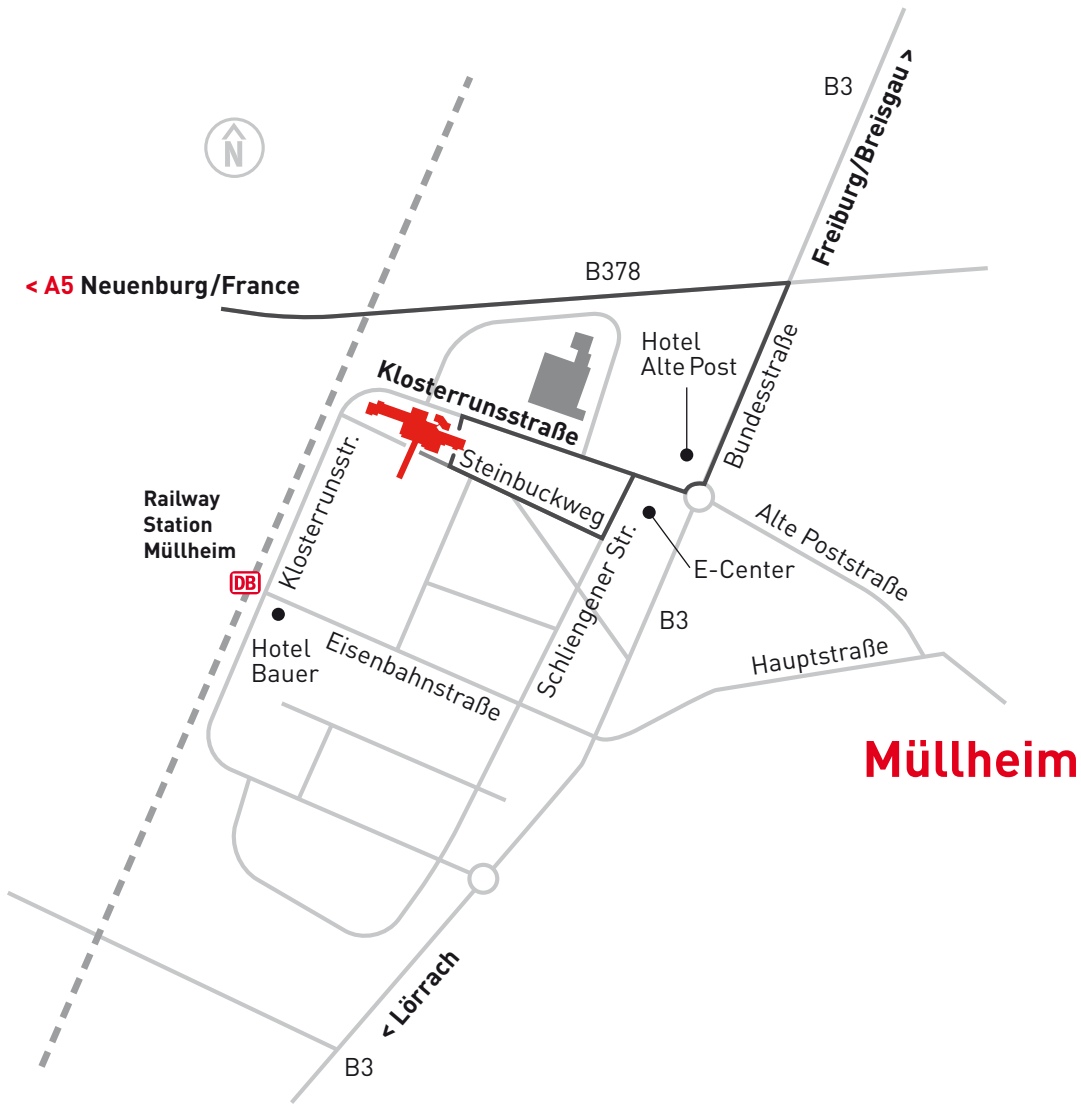 B3
Freiburg/Breisgau >
N
B378
< A5 Neuenburg/France
Hotel
Alte Post
Bundesstraße
Klosterrunsstraße
Steinbuckweg
Klosterrunsstr.
Railway
Station
Müllheim
DB
Alte Poststraße
E-Center
Schliengener Str.
B3
Hotel
Bauer
Eisenbahnstraße
Hauptstraße
Müllheim
< Lörrach
B3